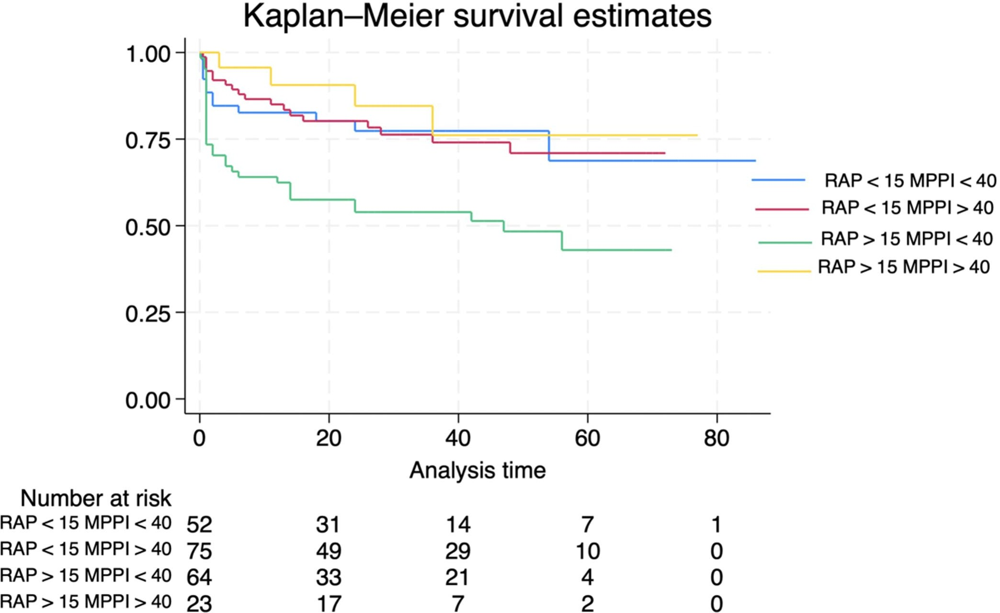 Kaplan–Meier survival estimates
1.00
0.75
0.50
0.25
0.00
0 20 40 60 80
Analysis time
RAP < 15 MPPI < 40
RAP < 15 MPPI > 40
RAP > 15 MPPI < 40
RAP > 15 MPPI > 40
Number at risk
RAP < 15 MPPI < 40 52 31 14 7 1
RAP < 15 MPPI > 40 75 49 29 10 0
RAP > 15 MPPI < 40 64 33 21 4 0
RAP > 15 MPPI > 40 23 17 7 2 0